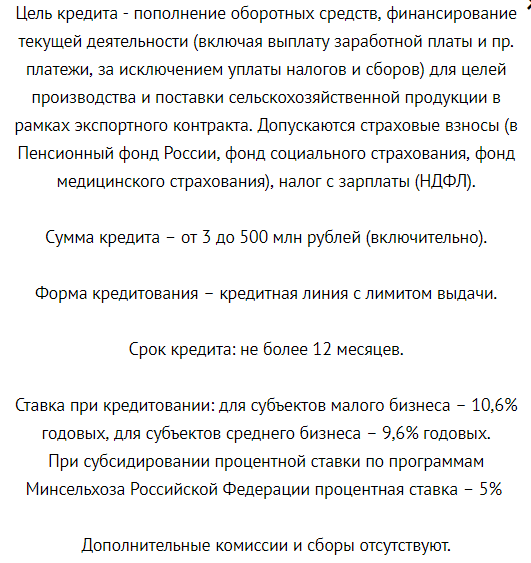 Цель кредита - пополнение оборотных средств, финансирование
текущей деятельности (включая выплату заработной платы и пр.
платежи, за исключением уплаты налогов и сборов) для целей
производства и поставки сельскохозяйственной продукции в
рамках экспортного контракта. Допускаются страховые взносы (в
Пенсионный фонд России, фонд социального страхования, фонд
медицинского страхования), налог с зарплаты (НДФЛ).
Сумма кредита – от 3 до 500 млн рублей (включительно).
Форма кредитования – кредитная линия с лимитом выдачи.
Срок кредита: не более 12 месяцев.
Ставка при кредитовании: для субъектов малого бизнеса – 10,6%
годовых, для субъектов среднего бизнеса – 9,6% годовых.
При субсидировании процентной ставки по программам
Минсельхоза Российской Федерации процентная ставка – 5%
Дополнительные комиссии и сборы отсутствуют.